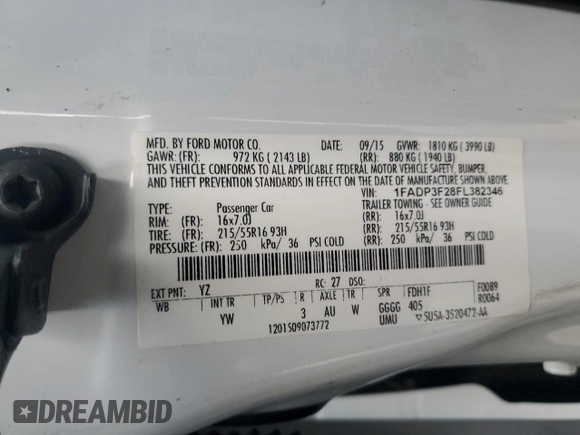 MFD. BY FORD MOTOR CO. DATE: 09/15 GVWR: 1810 KG ( 3990 LB)
GAWR: (FR): 972 KG ( 2143 LB) (RR): 880 KG ( 1940 LB)
THIS VEHICLE CONFORMS TO ALL APPLICABLE FEDERAL MOTOR VEHICLE SAFETY, BUMPER,
AND THEFT PREVENTION STANDARDS IN EFFECT ON THE DATE OF MANUFACTURE SHOWN ABOVE.
VIN: 1FADP3F28FL382346
TYPE: Passenger Car TRAILER TOWING - SEE OWNER GUIDE
RIM: (FR): 16x7.0J (RR): 16x7.0J
TIRE: (FR): 215/55R16 93H (RR): 215/55R16 93H
PRESSURE: (FR): 250 kPa/ 36 PSI COLD (RR): 250 kPa/ 36 PSI COLD
EXT PNT: YZ RC: 27 DSO:
WB INT TR TP/PS R AXLE TR SPR FDH1F F0089
YW 3 AU W GGGG 405 R0064
1201509073772 UMU 5U5A-3520472-AA
DREAMBID